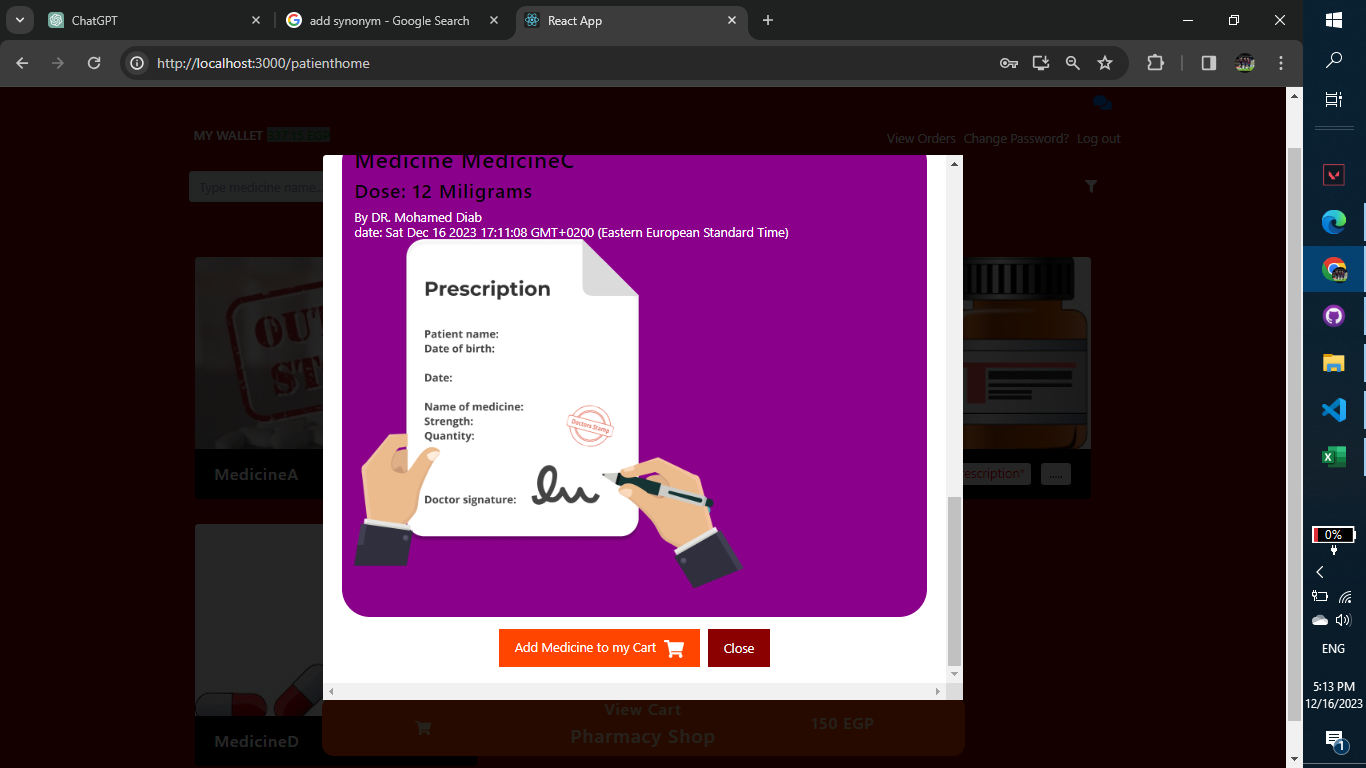 ChatGPT
add synonym - Google Search
React App
http://localhost:3000/patienthome
MY WALLET
View Orders Change Password? Log out
Type medicine name...
Medicine MedicineC
Dose: 12 Miligrams
By DR. Mohamed Diab
date: Sat Dec 16 2023 17:11:08 GMT+0200 (Eastern European Standard Time)
Prescription
Patient name:
Date of birth:
Date:
Name of medicine:
Strength:
Quantity:
Doctors Stamp
Doctor signature:
MedicineA
.....
MedicineD
Add Medicine to my Cart
Close
View Cart
Pharmacy Shop
150 EGP
0%
ENG
5:13 PM
12/16/2023
1